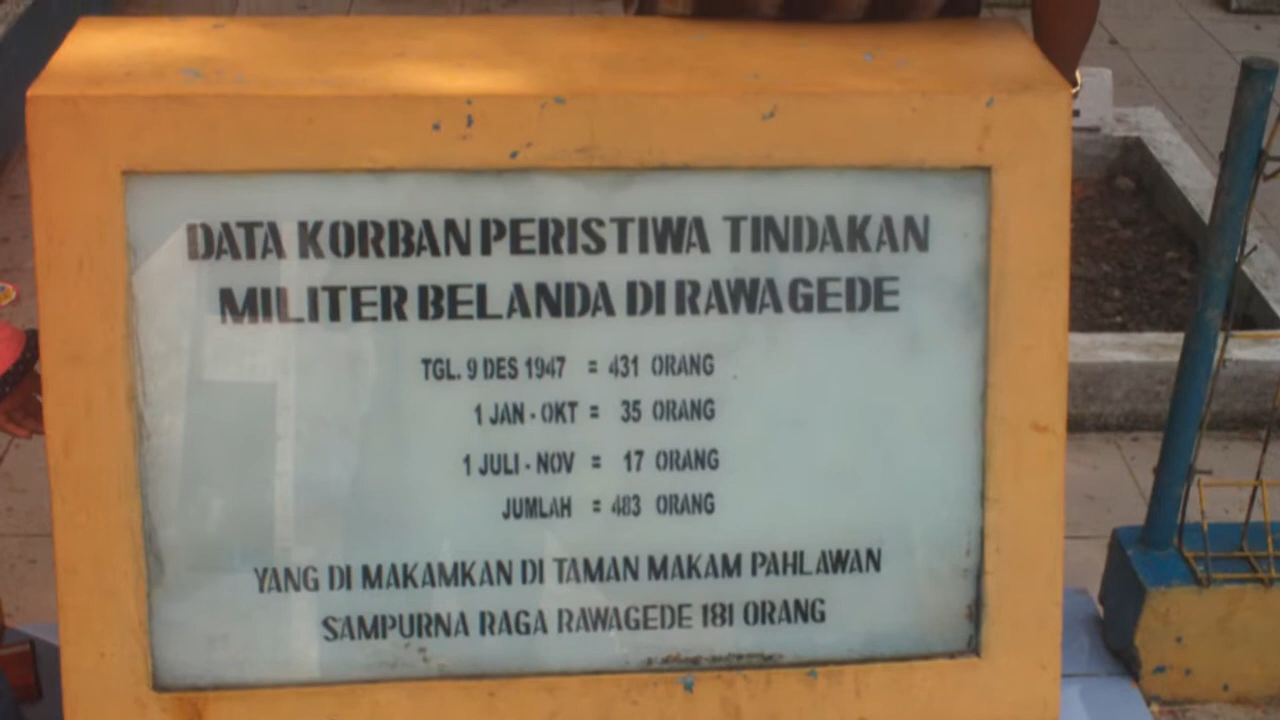 DATA KORBAN PERISTIWA TINDAKAN
MILITER BELANDA DI RAWAGEDE
TGL. 9 DES 1947 = 431 ORANG
1 JAN - OKT = 35 ORANG
1 JULI - NOV = 17 ORANG
JUMLAH = 483 ORANG
YANG DI MAKAMKAN DI TAMAN MAKAM PAHLAWAN
SAMPURNA RAGA RAWAGEDE 181 ORANG